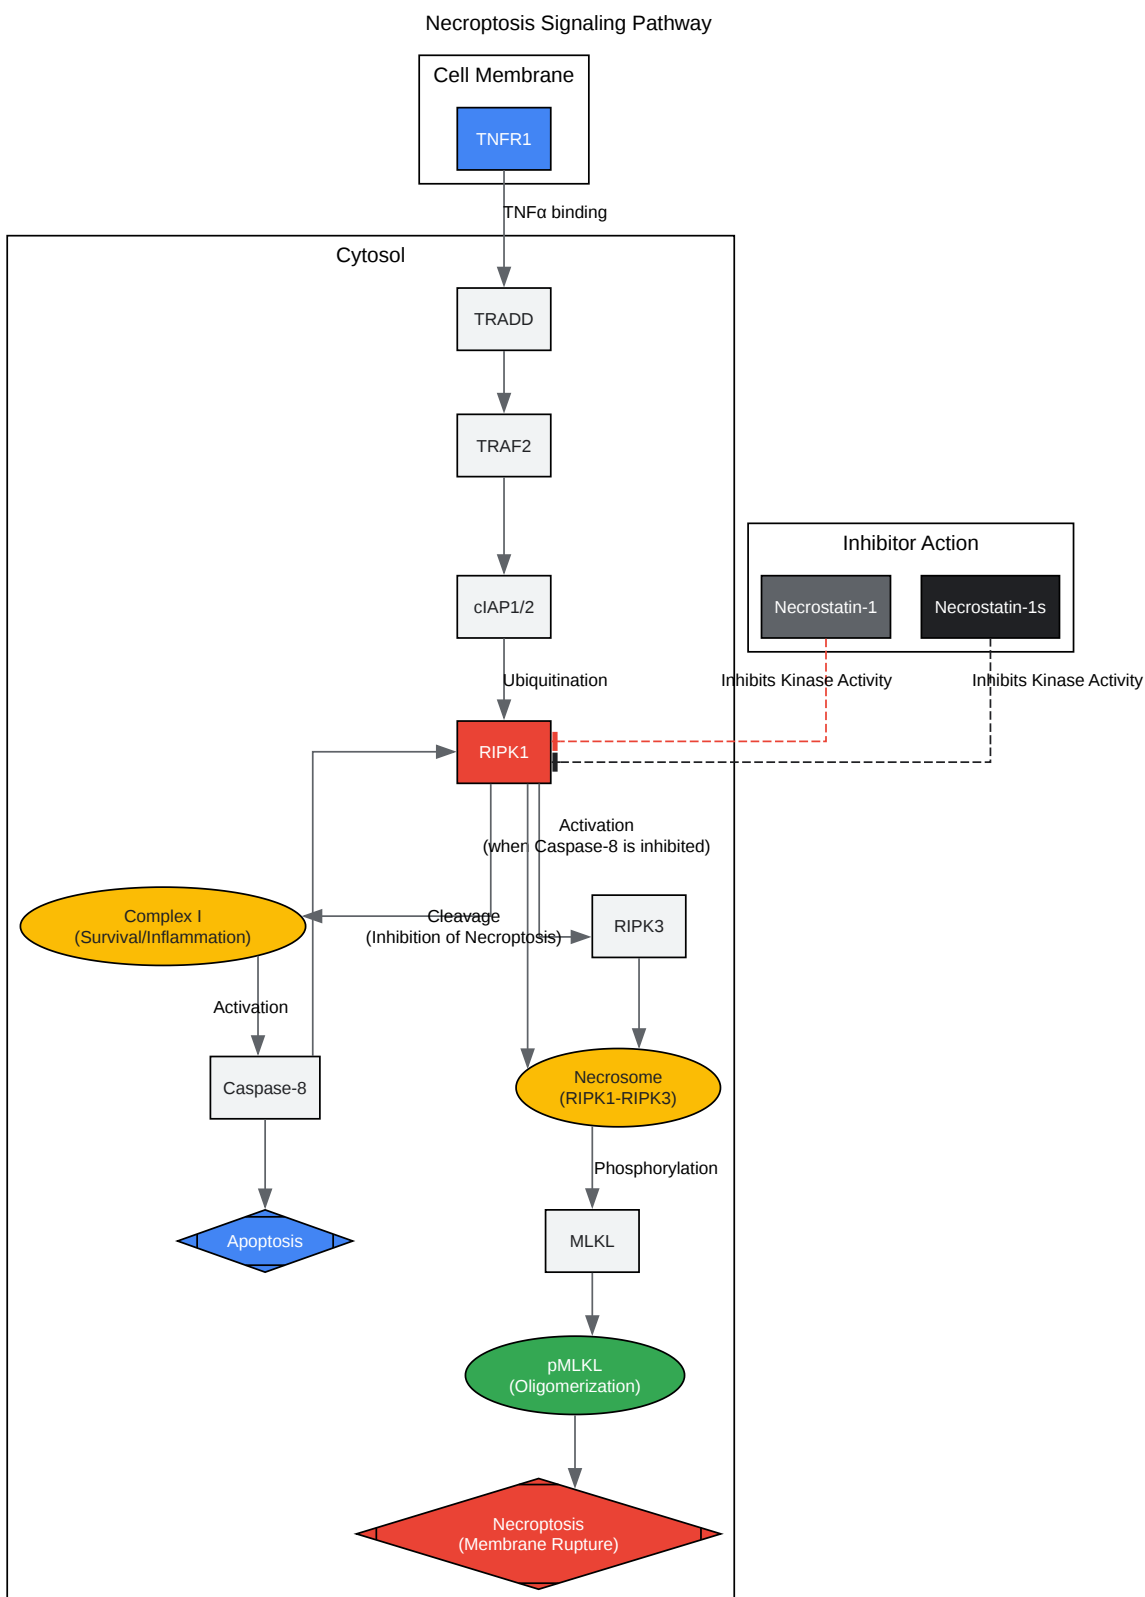 Necroptosis Signaling Pathway
Cell Membrane
TNFR1
TNFα binding
Cytosol
TRADD
TRAF2
Inhibitor Action
cIAP1/2
Necrostatin-1
Necrostatin-1s
Ubiquitination
Inhibits Kinase Activity
Inhibits Kinase Activity
RIPK1
Activation
(when Caspase-8 is inhibited)
Complex I
(Survival/Inflammation)
Cleavage
(Inhibition of Necroptosis)
RIPK3
Activation
Caspase-8
Necrosome
(RIPK1-RIPK3)
Phosphorylation
Apoptosis
MLKL
pMLKL
(Oligomerization)
Necroptosis
(Membrane Rupture)